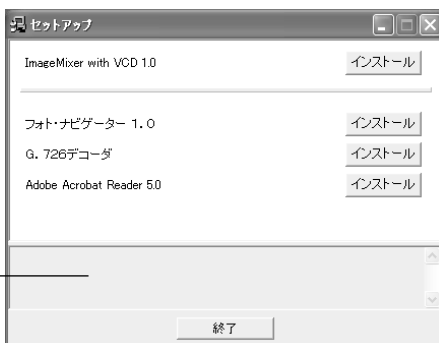 セットアップ
ImageMixer with VCD 1.0 インストール
フォト・ナビゲーター 1.0 インストール
G.726デコーダ インストール
Adobe Acrobat Reader 5.0 インストール
終了